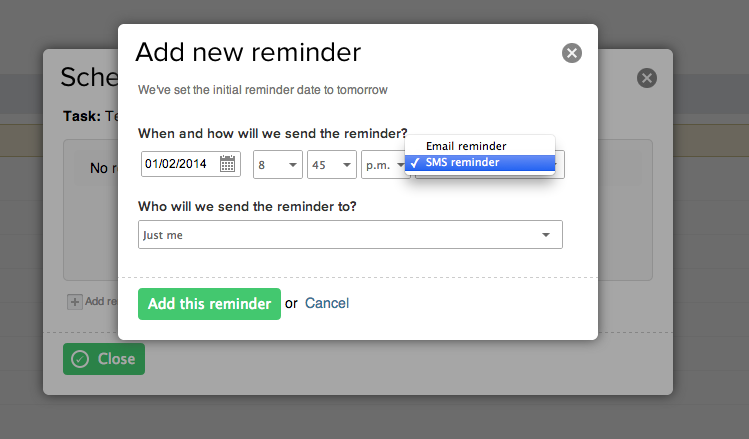 Add new reminder
We've set the initial reminder date to tomorrow
When and how will we send the reminder?
01/02/2014 8 45 p.m.
Email reminder
✓ SMS reminder
Who will we send the reminder to?
Just me
Add this reminder or Cancel
Sche
Task:
No
Add re
Close